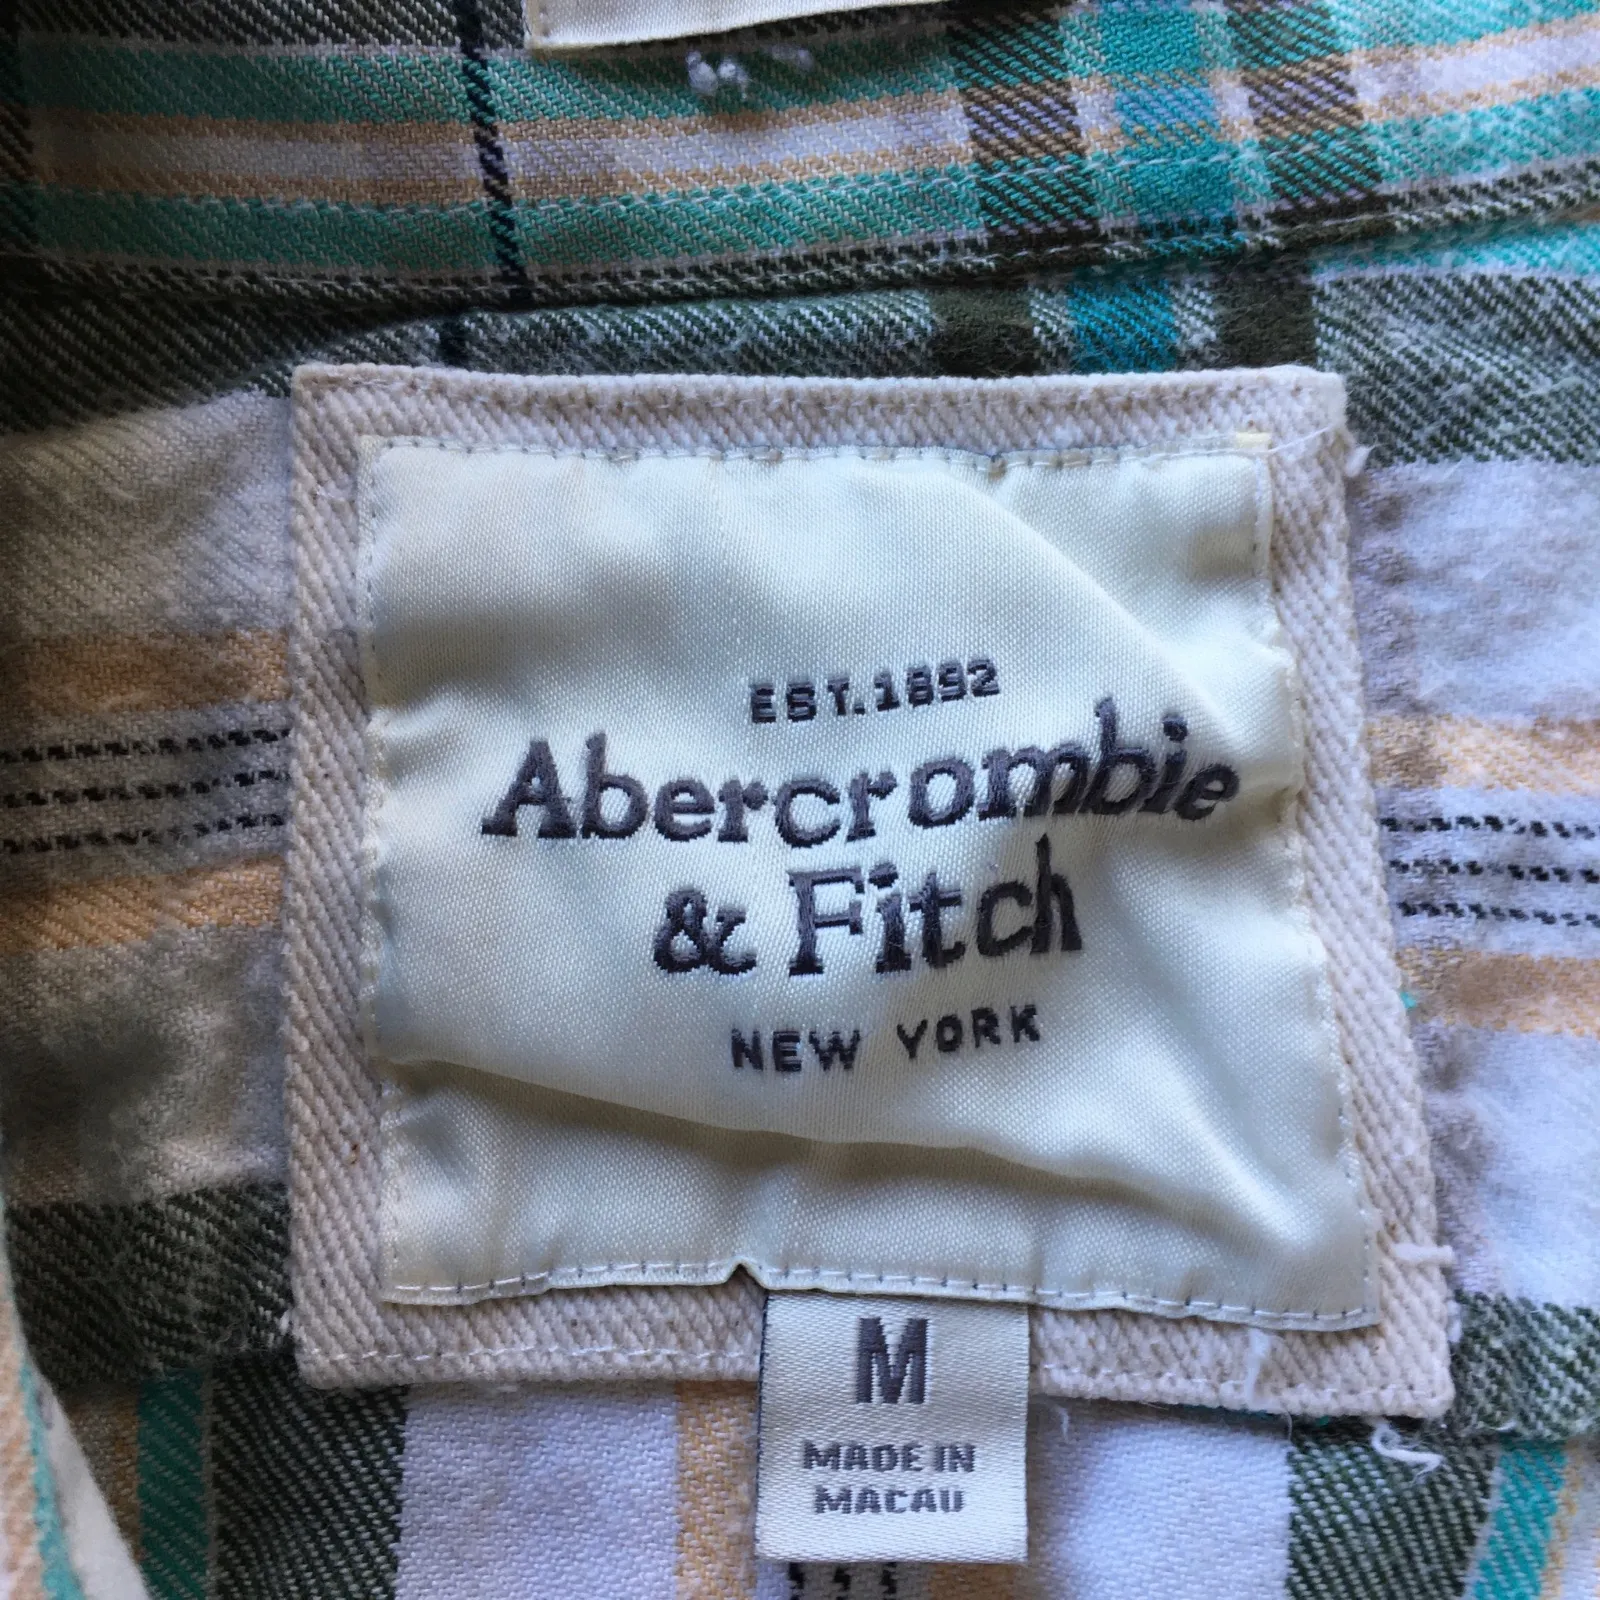 EST. 1892
Abercrombie
& Fitch
NEW YORK
M
MADE IN
MACAU